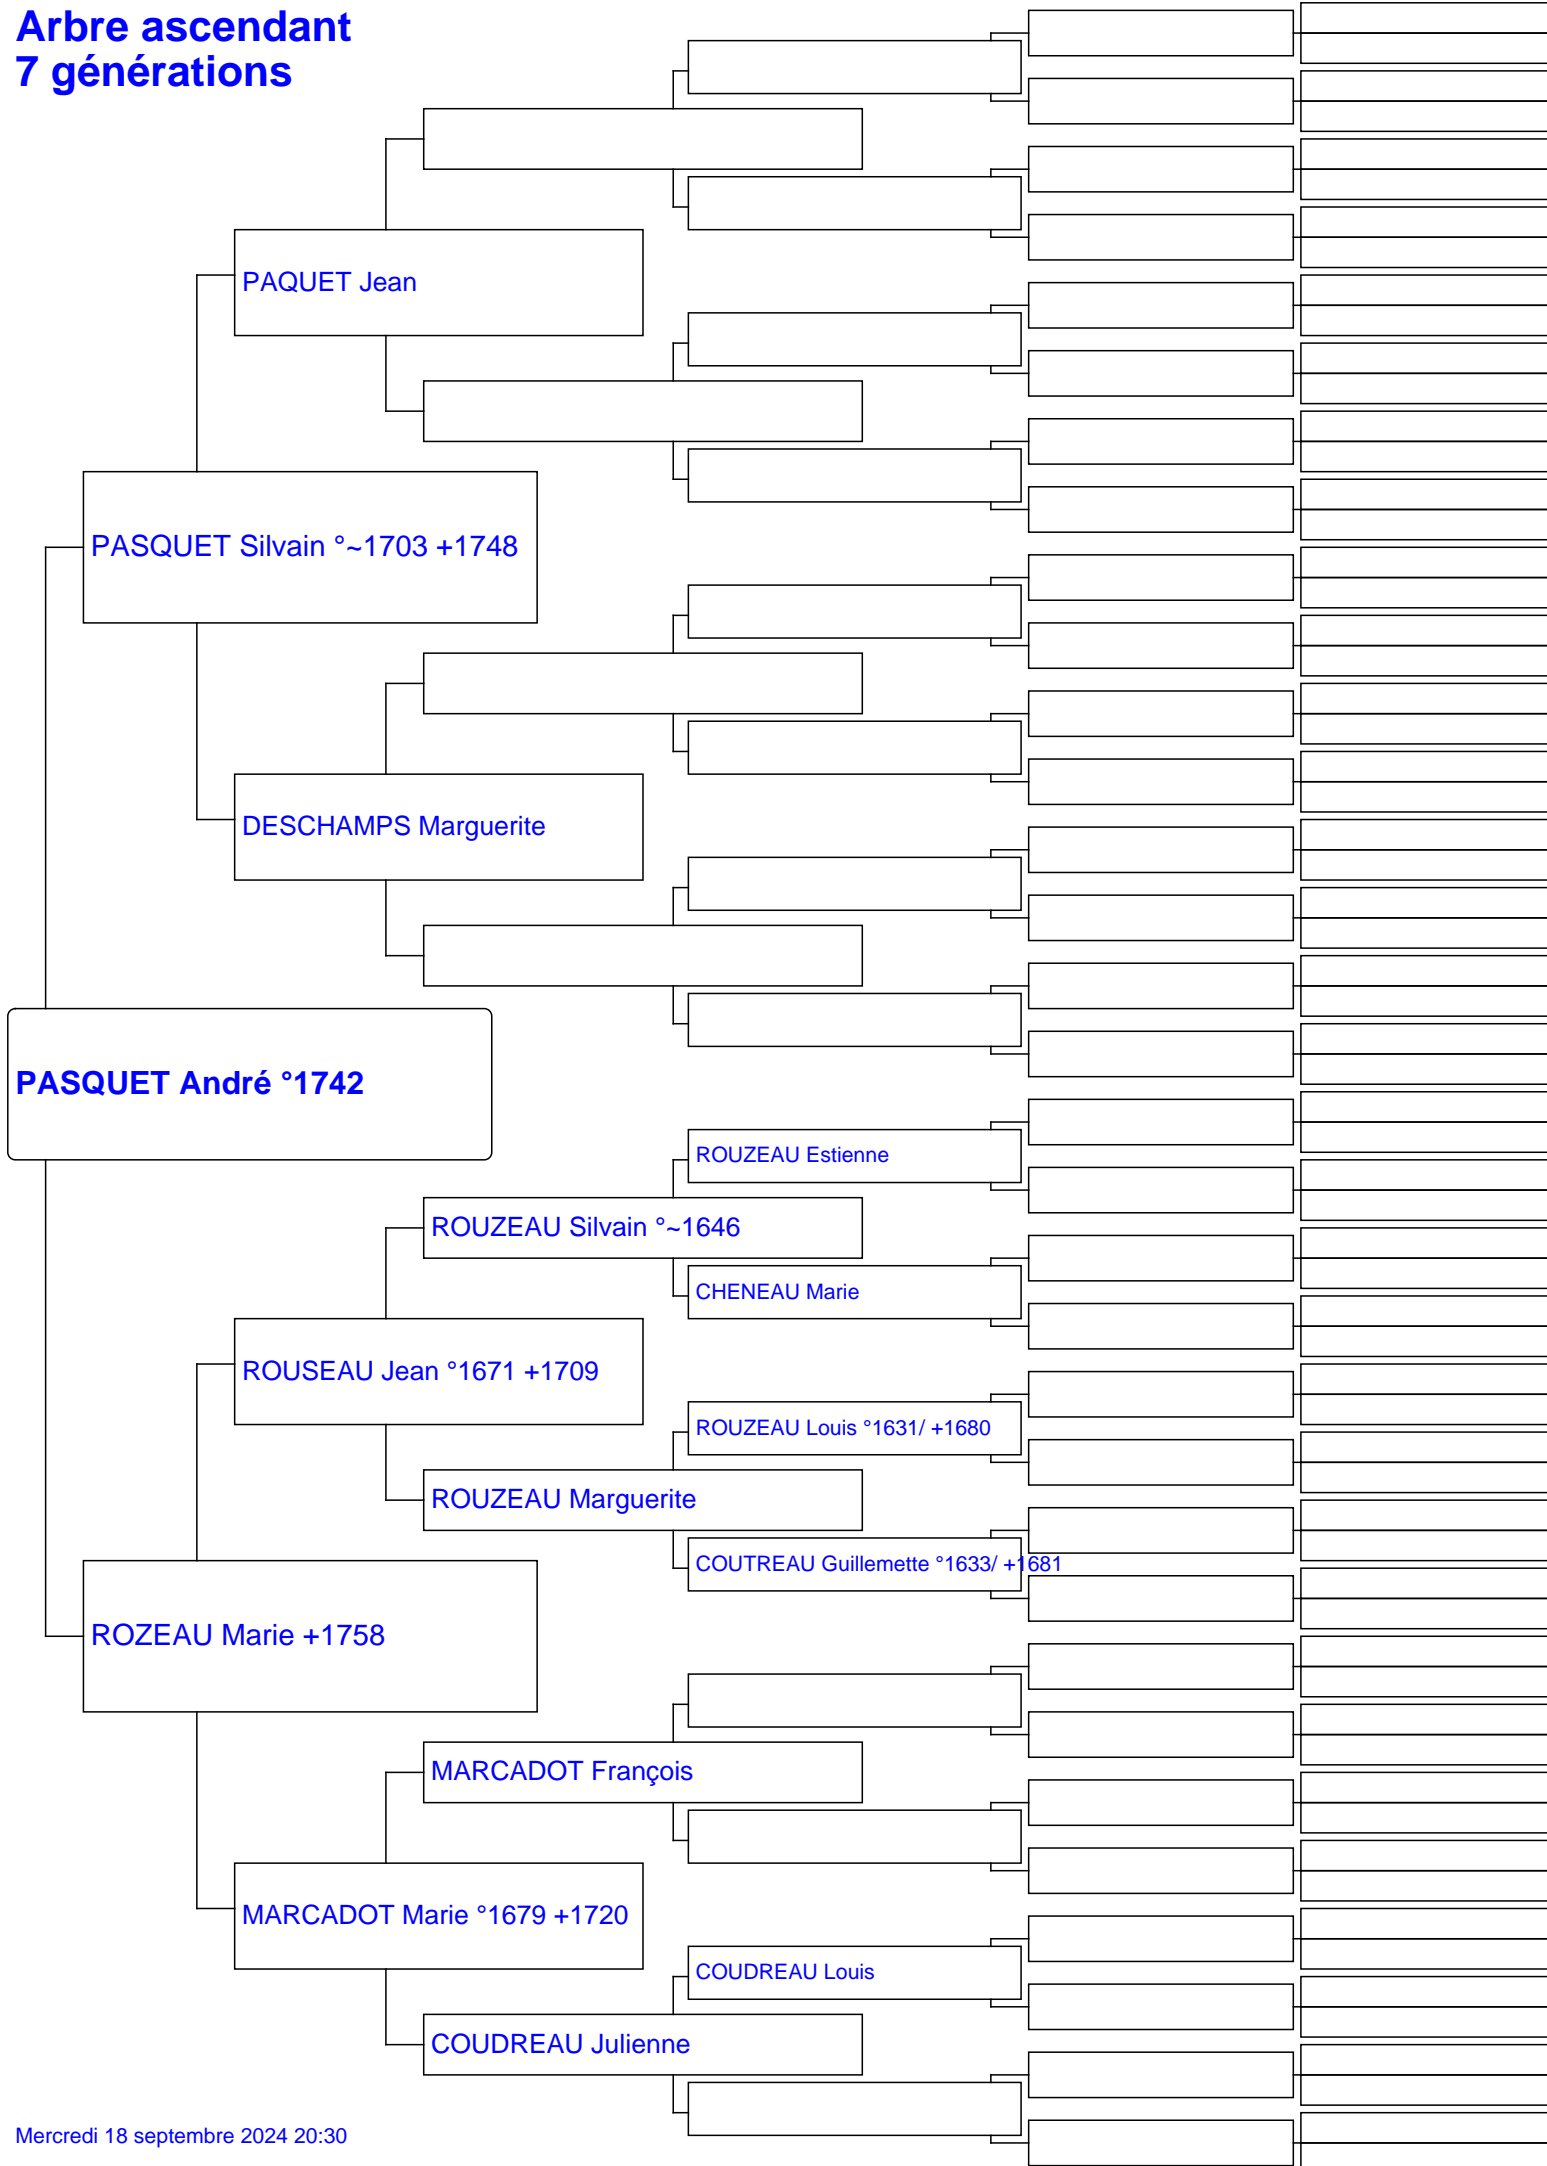 Arbre ascendant
7 générations
PAQUET Jean
PASQUET Silvain °~1703 +1748
DESCHAMPS Marguerite
PASQUET André °1742
ROUZEAU Estienne
ROUZEAU Silvain °~1646
CHENEAU Marie
ROUSEAU Jean °1671 +1709
ROUZEAU Louis °1631/ +1680
ROUZEAU Marguerite
COUTREAU Guillemette °1633/ +1681
ROZEAU Marie +1758
MARCADOT François
MARCADOT Marie °1679 +1720
COUDREAU Louis
COUDREAU Julienne
Mercredi 18 septembre 2024 20:30